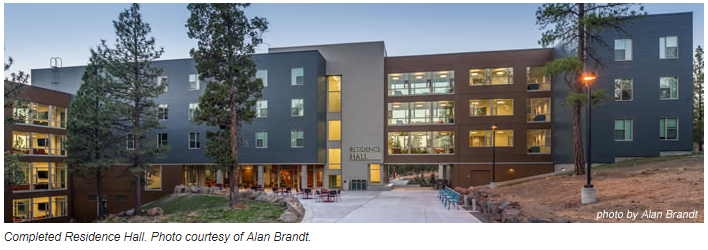 RESIDENCE
HALL
photo by Alan Brandt
Completed Residence Hall. Photo courtesy of Alan Brandt.